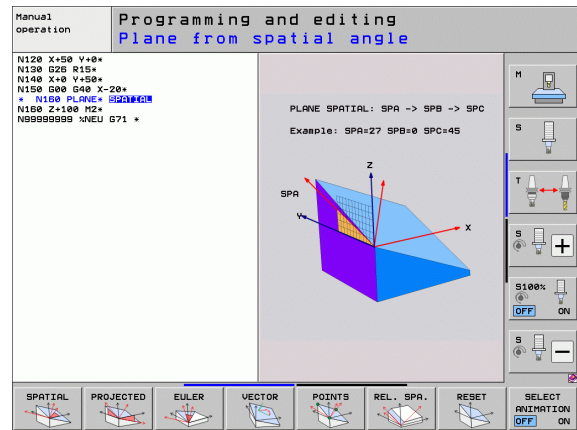 Manual
operation
Programming and editing
Plane from spatial angle
N120 X+50 Y+0*
N130 G26 R15*
N140 X+0 Y+50*
N150 G00 G40 X-20*
* N160 PLANE* SPATIAL
N160 Z+100 M2*
N99999999 %NEU G71 *
PLANE SPATIAL: SPA -> SPB -> SPC
Example: SPA=27 SPB=0 SPC=45
Z
SPA
Y
X
M
S
T
S
+
S100%
OFF ON
S
−
SPATIAL
PROJECTED
EULER
VECTOR
POINTS
REL. SPA.
RESET
SELECT
ANIMATION
OFF ON